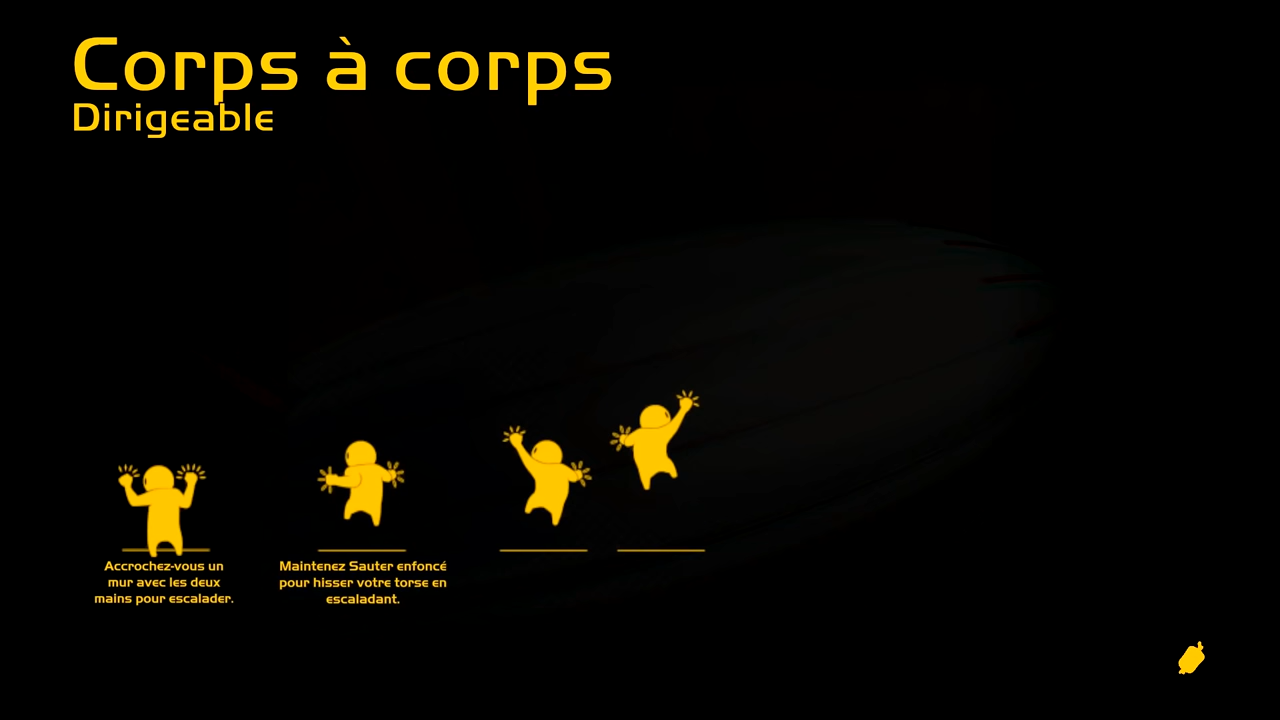 Corps à corps
Dirigeable
Accrochez-vous un
mur avec les deux
mains pour escalader.
Maintenez Sauter enfoncé
pour hisser votre torse en
escaladant.